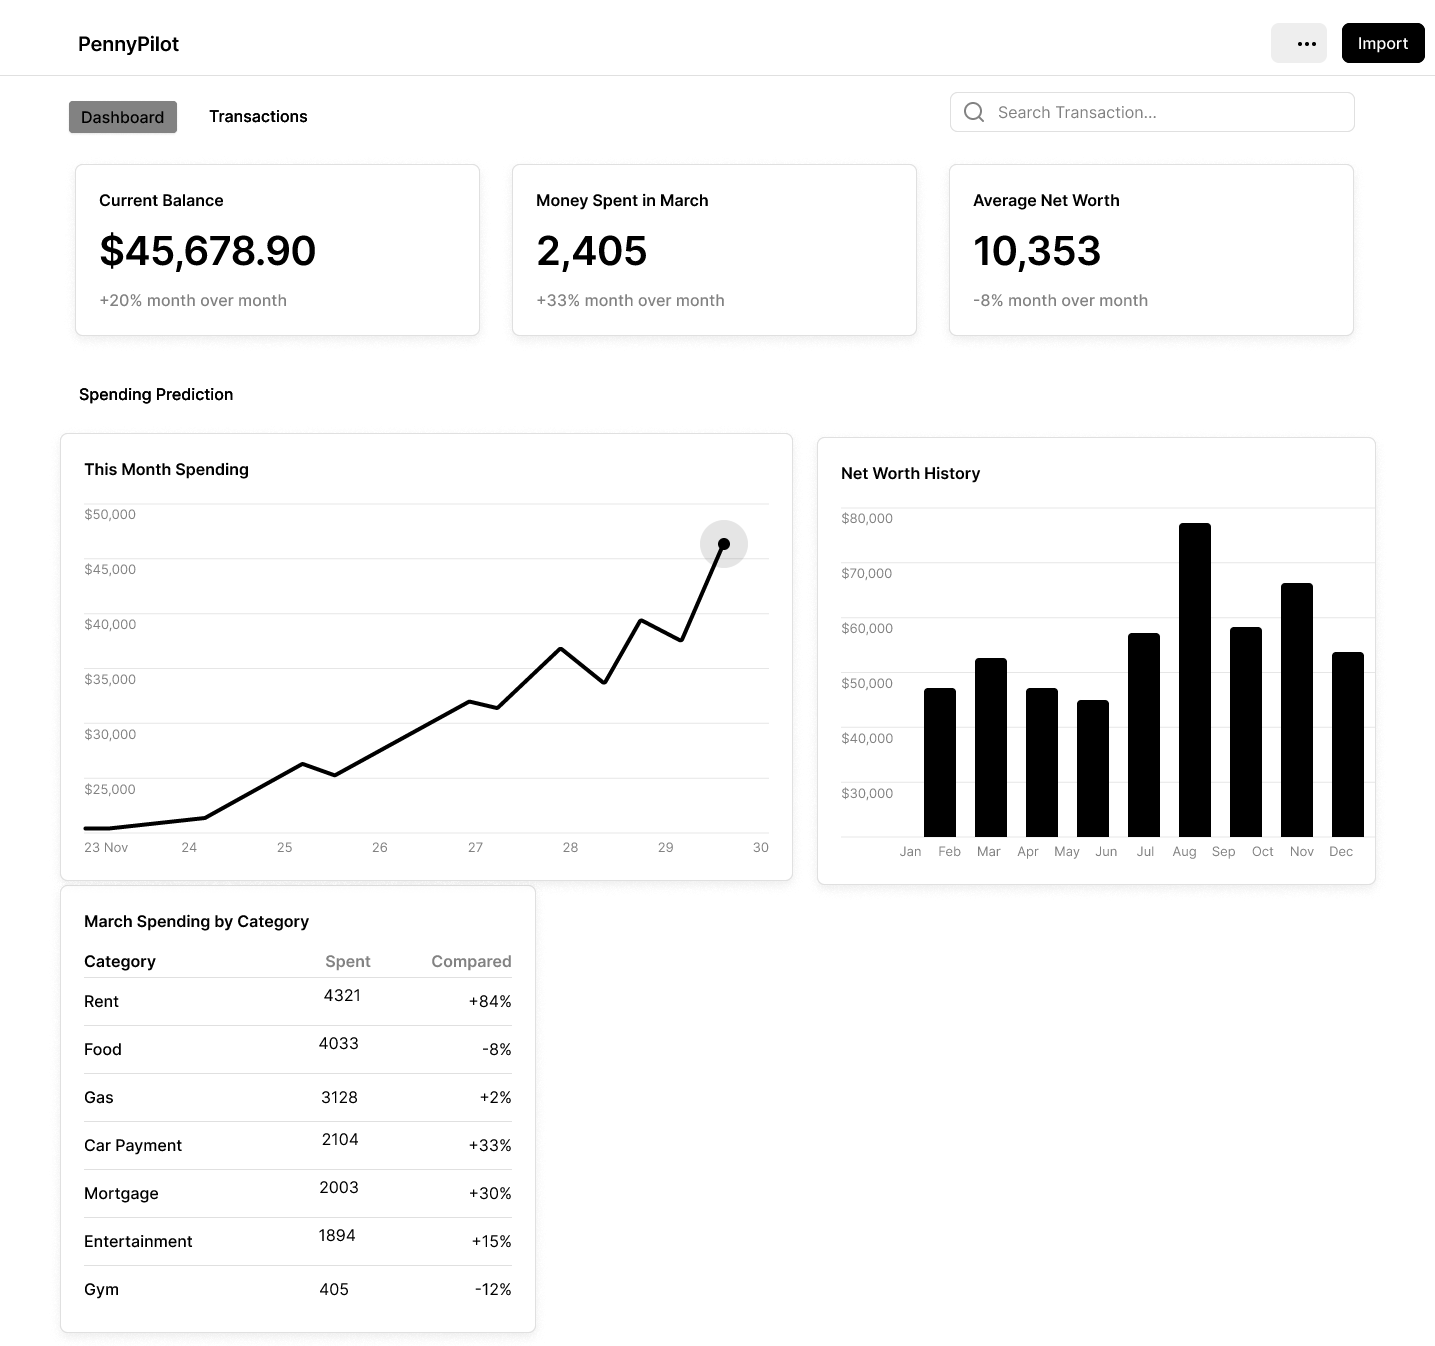 PennyPilot
Import
Dashboard Transactions
Search Transaction...
Current Balance
$45,678.90
+20% month over month
Money Spent in March
2,405
+33% month over month
Average Net Worth
10,353
-8% month over month
Spending Prediction
This Month Spending
$50,000
$45,000
$40,000
$35,000
$30,000
$25,000
23 Nov 24 25 26 27 28 29 30
Net Worth History
$80,000
$70,000
$60,000
$50,000
$40,000
$30,000
Jan Feb Mar Apr May Jun Jul Aug Sep Oct Nov Dec
March Spending by Category
Category Spent Compared
Rent 4321 +84%
Food 4033 -8%
Gas 3128 +2%
Car Payment 2104 +33%
Mortgage 2003 +30%
Entertainment 1894 +15%
Gym 405 -12%